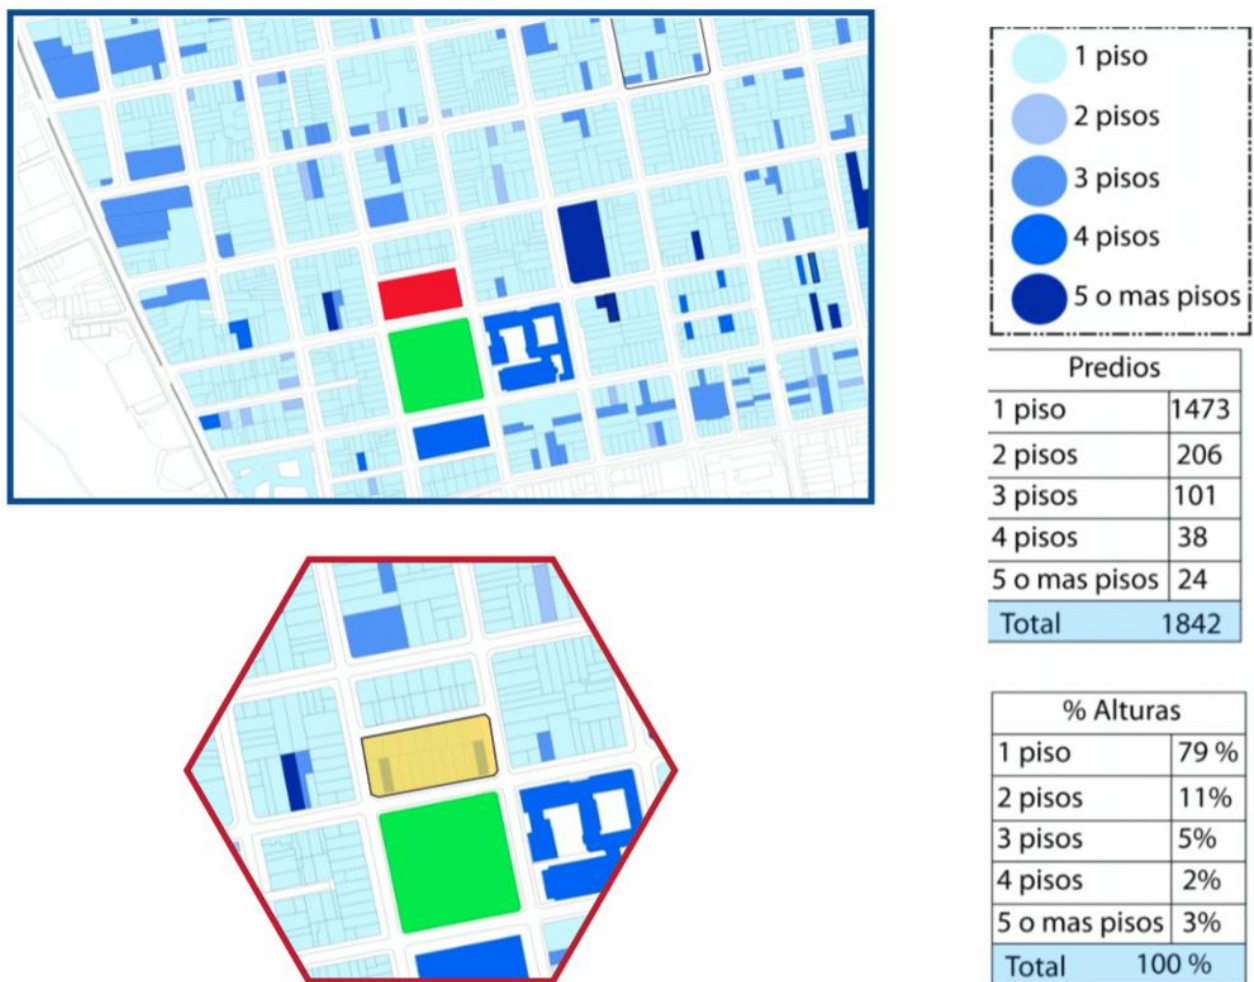 1 piso
2 pisos
3 pisos
4 pisos
5 o mas pisos
Predios
1 piso 1473
2 pisos 206
3 pisos 101
4 pisos 38
5 o mas pisos 24
Total 1842
% Alturas
1 piso 79 %
2 pisos 11%
3 pisos 5%
4 pisos 2%
5 o mas pisos 3%
Total 100 %